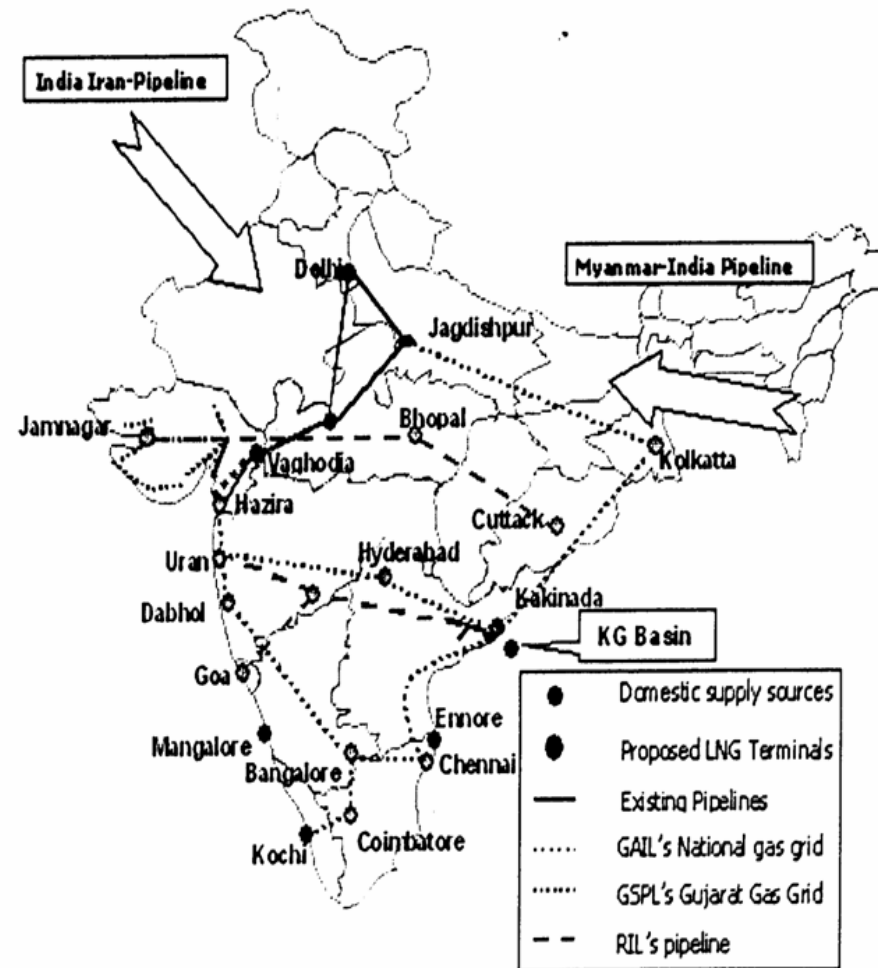 India Iran-Pipeline
Delhi
Myanmar-India Pipeline
Jagdishpur
Jamnagar
Bhopal
Vaghodia
Kolkatta
Hazira
Cuttack
Uran
Hyderabad
Dabhol
Kakinada
KG Basin
Goa
Domestic supply sources
Ennore
Mangalore
Proposed LNG Terminals
Bangalore
Chennai
Existing Pipelines
Kochi
Coimbatore
GAIL's National gas grid
GSPL's Gujarat Gas Grid
RIL's pipeline